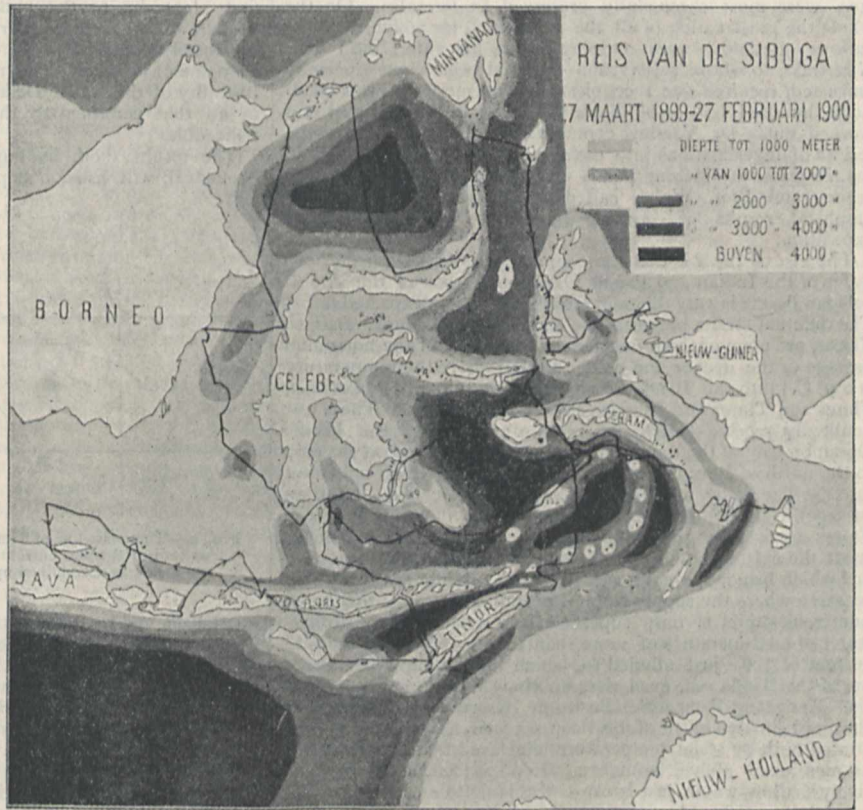 REIS VAN DE SIBOGA
7 MAART 1899-27 FEBRUARI 1900
DIEPTE TOT 1000 METER
„ VAN 1000 TOT 2000 „
„ „ 2000 3000 „
„ 3000 „ 4000 „
BOVEN 4000 „
MINDANAO
BORNEO
CELEBES
NIEUW-GUINEA
CERAM
JAVA
FLORES
TIMOR
NIEUW-HOLLAND